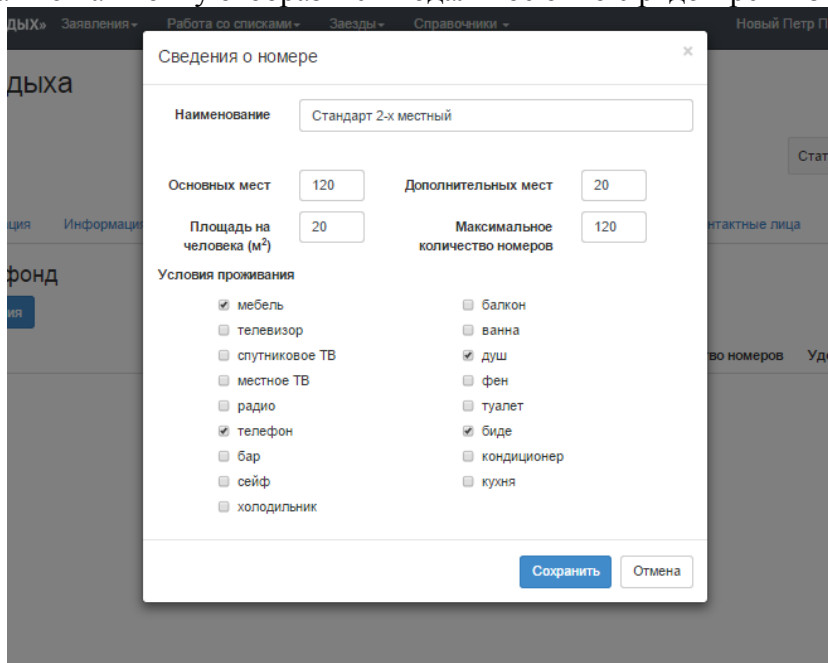 ДЫХ» Заявления Работа со списками Заезды Справочники Новый Петр П
дыха
Сведения о номере ×
Наименование Стандарт 2-х местный
Стат
Основных мест 120 Дополнительных мест 20
ция Информация нтактные лица
Площадь на человека (м²) 20 Максимальное количество номеров 120
фонд
ия
Условия проживания
мебель балкон
телевизор ванна
спутниковое ТВ душ
во номеров Уд
местное ТВ фен
радио туалет
телефон биде
бар кондиционер
сейф кухня
холодильник
Сохранить Отмена